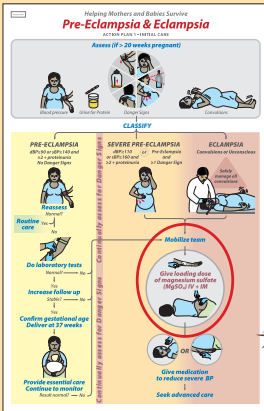 Helping Mothers and Babies Survive
Pre-Eclampsia & Eclampsia
ACTION PLAN 1 • INITIAL CARE
Assess (if > 20 weeks pregnant)
Blood pressure
Urine for Protein
Danger Signs
Convulsions
CLASSIFY
PRE-ECLAMPSIA
dBP≥90 or sBP≥140 and
≥2 + proteinuria
No Danger Signs
SEVERE PRE-ECLAMPSIA
dBP≥110
or sBP≥160 and
≥2 + proteinuria
or
Pre-Eclampsia
and
≥1 Danger Sign
ECLAMPSIA
Convulsions or Unconscious
Safely
manage all
convulsions
Continually assess for Danger Signs
Reassess
Normal?
Routine
care
Yes
No
Mobilize team
Do laboratory tests
Normal?
No
Yes
Give loading dose
of magnesium sulfate
(MgSO₄) IV + IM
Increase follow up
Stable?
No
Yes
Confirm gestational age
Deliver at 37 weeks
Continually assess for Danger Signs
OR
Give medication
to reduce severe BP
Provide essential care
Continue to monitor
Result normal?
No
Seek advanced care